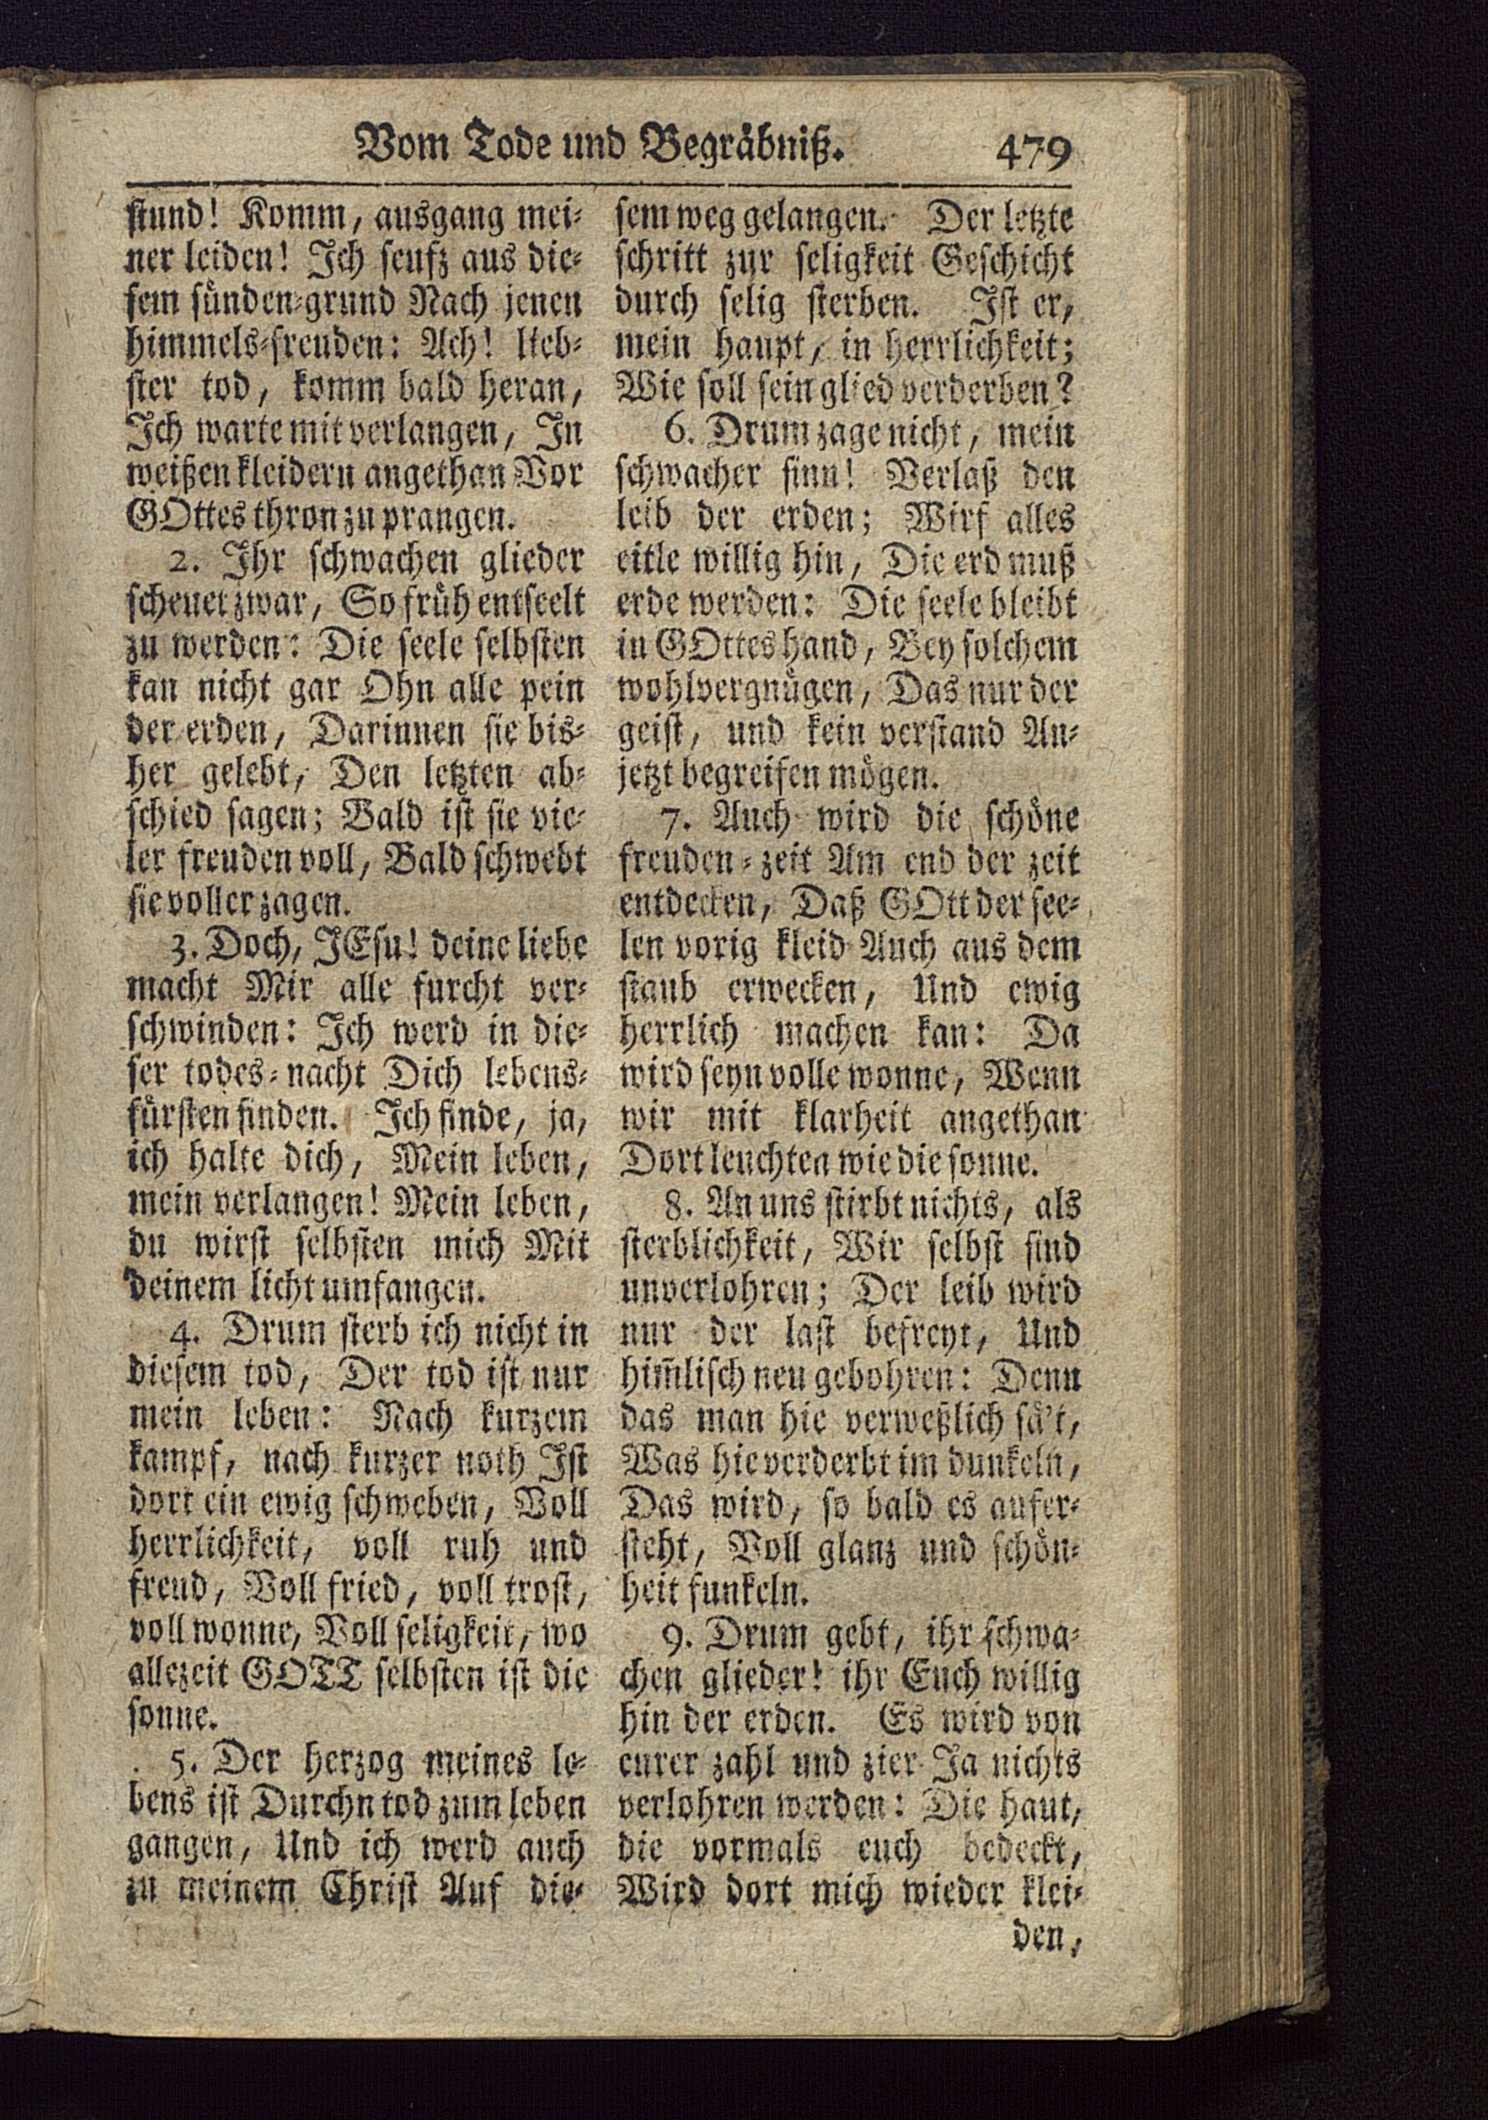 Vom Tode und Begräbniß. 479
stund! Komm, ausgang mei-
ner leiden! Ich seufz aus die-
sem sünden-grund Nach jenen
himmels-freuden: Ach! lieb-
ster tod, komm bald heran,
Ich warte mit verlangen, In
weißen kleidern angethan Vor
GOttes thron zu prangen.
2. Ihr schwachen glieder
scheuet zwar, So früh entseelt
zu werden: Die seele selbsten
kan nicht gar Ohn alle pein
der erden, Darinnen sie bis-
her gelebt, Den letzten ab-
schied sagen; Bald ist sie vie-
ler freuden voll, Bald schwebt
sie voller zagen.
3. Doch, JEsu! deine liebe
macht Mir alle furcht ver-
schwinden: Ich werd in die-
ser todes-nacht Dich lebens-
fürsten finden. Ich finde, ja,
ich halte dich, Mein leben,
mein verlangen! Mein leben,
du wirst selbsten mich Mit
deinem licht umfangen.
4. Drum sterb ich nicht in
diesem tod, Der tod ist nur
mein leben: Nach kurzem
kampf, nach kurzer noth Ist
dort ein ewig schweben, Voll
herrlichkeit, voll ruh und
freud, Voll fried, voll trost,
voll wonne, Voll seligkeit, wo
allezeit GOTT selbsten ist die
sonne.
5. Der herzog meines le-
bens ist Durchn tod zum leben
gangen, Und ich werd auch
zu meinem Christ Auf die-
sem weg gelangen. Der letzte
schritt zur seligkeit Geschicht
durch selig sterben. Ist er,
mein haupt, in herrlichkeit;
Wie soll sein glied verderben?
6. Drum zage nicht, mein
schwacher sinn! Verlaß den
leib der erden; Wirf alles
eitle willig hin, Die erd muß
erde werden: Die seele bleibt
in GOttes hand, Bey solchem
wohlvergnügen, Das nur der
geist, und kein verstand An-
jetzt begreifen mögen.
7. Auch wird die schöne
freuden-zeit Am end der zeit
entdecken, Daß GOtt der see-
len vorig kleid Auch aus dem
staub erwecken, Und ewig
herrlich machen kan: Da
wird seyn volle wonne, Wenn
wir mit klarheit angethan
Dort leuchten wie die sonne.
8. An uns stirbt nichts, als
sterblichkeit, Wir selbst sind
unverlohren; Der leib wird
nur der last befreyt, Und
him̄lisch neu gebohren: Denn
das man hie verweßlich sä't,
Was hie verderbt im dunkeln,
Das wird, so bald es aufer-
steht, Voll glanz und schön-
heit funkeln.
9. Drum gebt, ihr schwa-
chen glieder! ihr Euch willig
hin der erden. Es wird von
eurer zahl und zier Ja nichts
verlohren werden: Die haut,
die vormals euch bedeckt,
Wird dort mich wieder klei-
den,